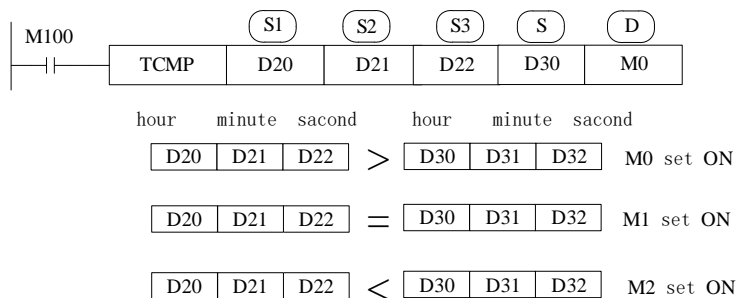 S1 S2 S3 S D
M100
TCMP D20 D21 D22 D30 M0
hour minute sacond hour minute sacond
D20 D21 D22 > D30 D31 D32 M0 set ON
D20 D21 D22 = D30 D31 D32 M1 set ON
D20 D21 D22 < D30 D31 D32 M2 set ON